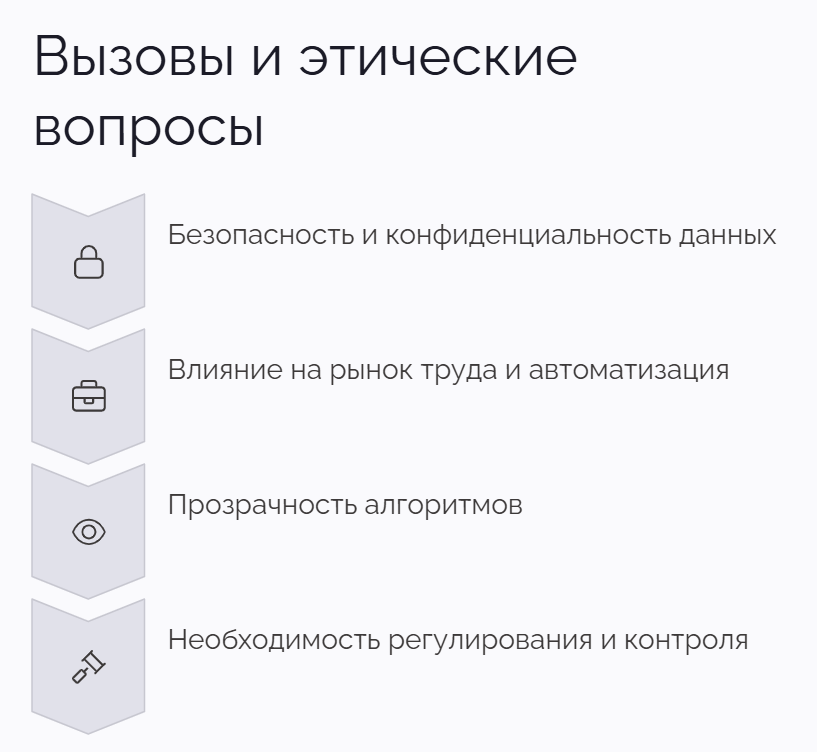 Вызовы и этические
вопросы
Безопасность и конфиденциальность данных
Влияние на рынок труда и автоматизация
Прозрачность алгоритмов
Необходимость регулирования и контроля